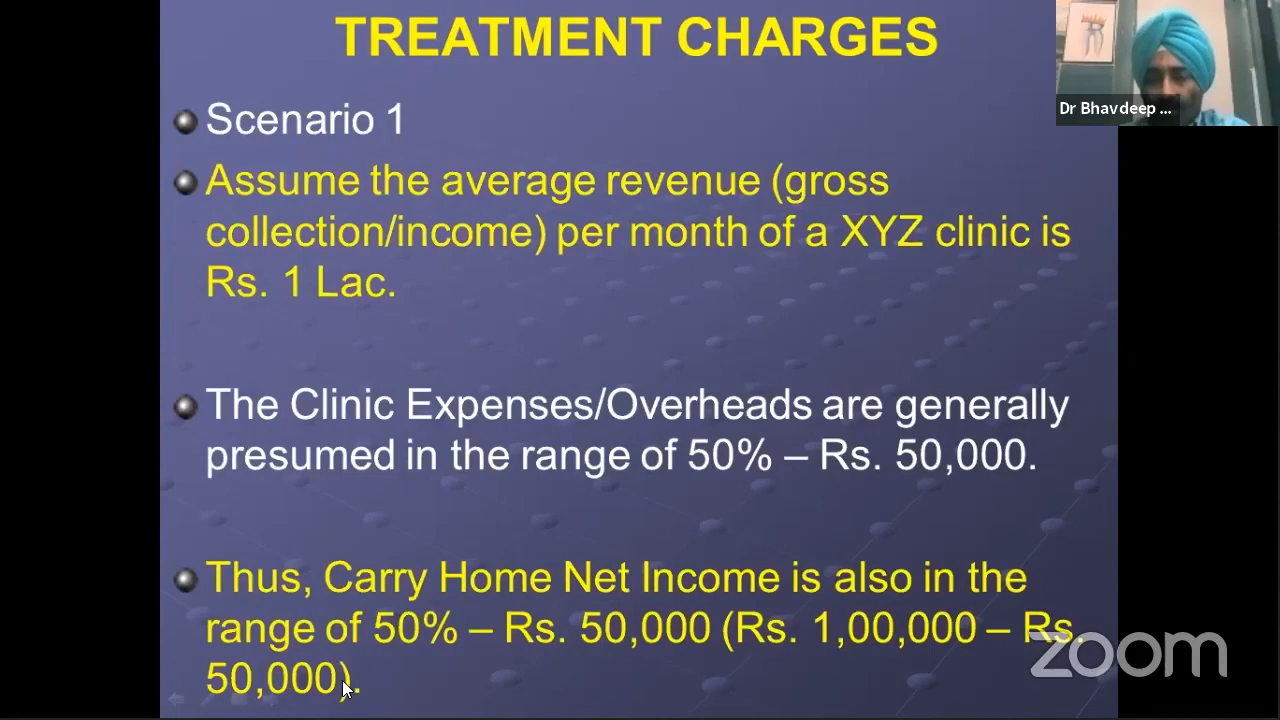 TREATMENT CHARGES
Scenario 1
Assume the average revenue (gross
collection/income) per month of a XYZ clinic is
Rs. 1 Lac.
The Clinic Expenses/Overheads are generally
presumed in the range of 50% – Rs. 50,000.
Thus, Carry Home Net Income is also in the
range of 50% – Rs. 50,000 (Rs. 1,00,000 – Rs.
50,000).
Dr Bhavdeep ...
zoom